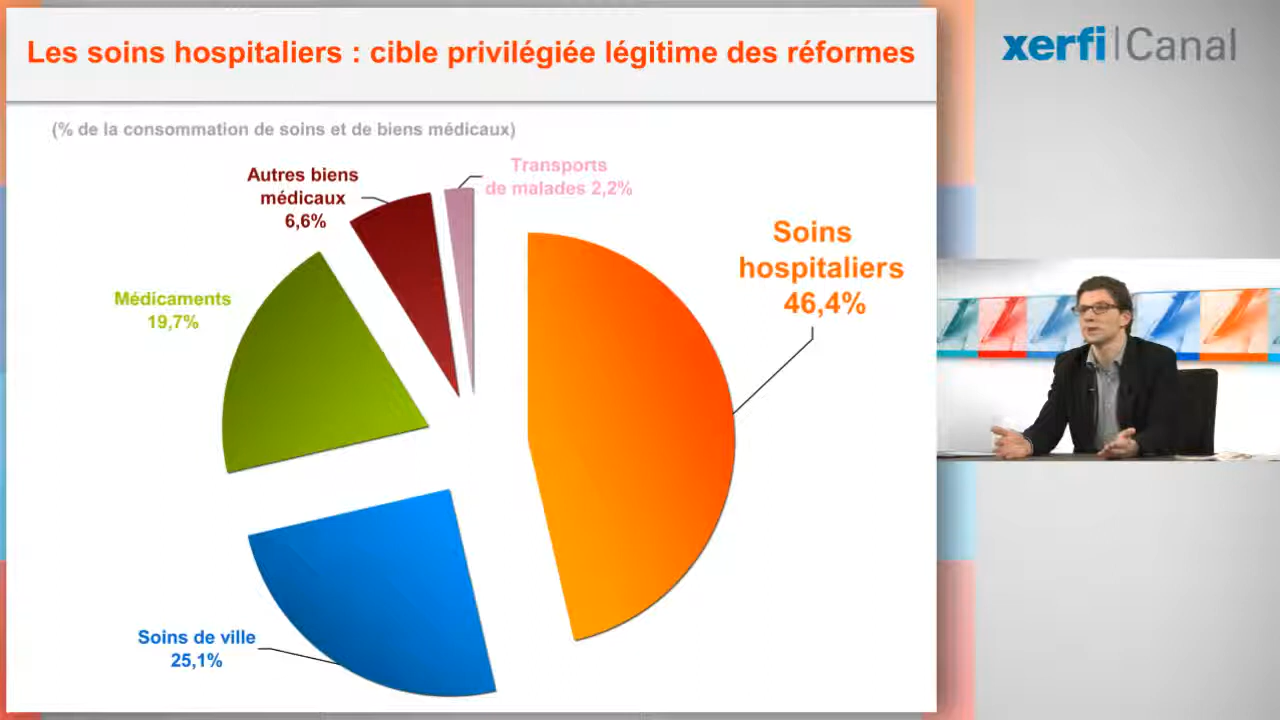 Les soins hospitaliers : cible privilégiée légitime des réformes
xerfi Canal
(% de la consommation de soins et de biens médicaux)
Autres biens
médicaux
6,6%
Transports
de malades 2,2%
Soins
hospitaliers
46,4%
Médicaments
19,7%
Soins de ville
25,1%